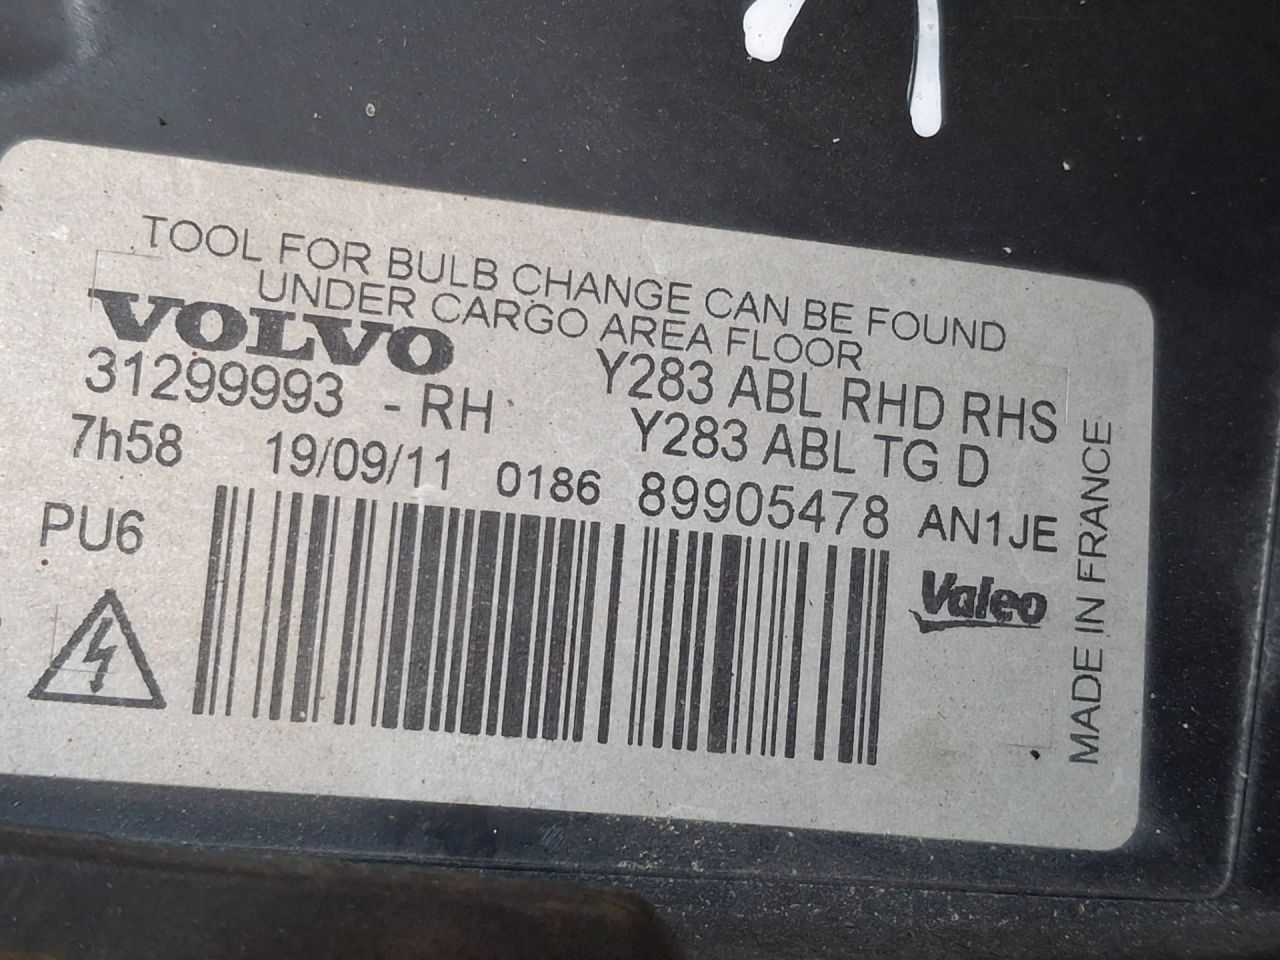 TOOL FOR BULB CHANGE CAN BE FOUND
UNDER CARGO AREA FLOOR
VOLVO
31299993 - RH
Y283 ABL RHD RHS
Y283 ABL TG D
7h58 19/09/11 0186 89905478 AN1JE
PU6
Valeo
MADE IN FRANCE